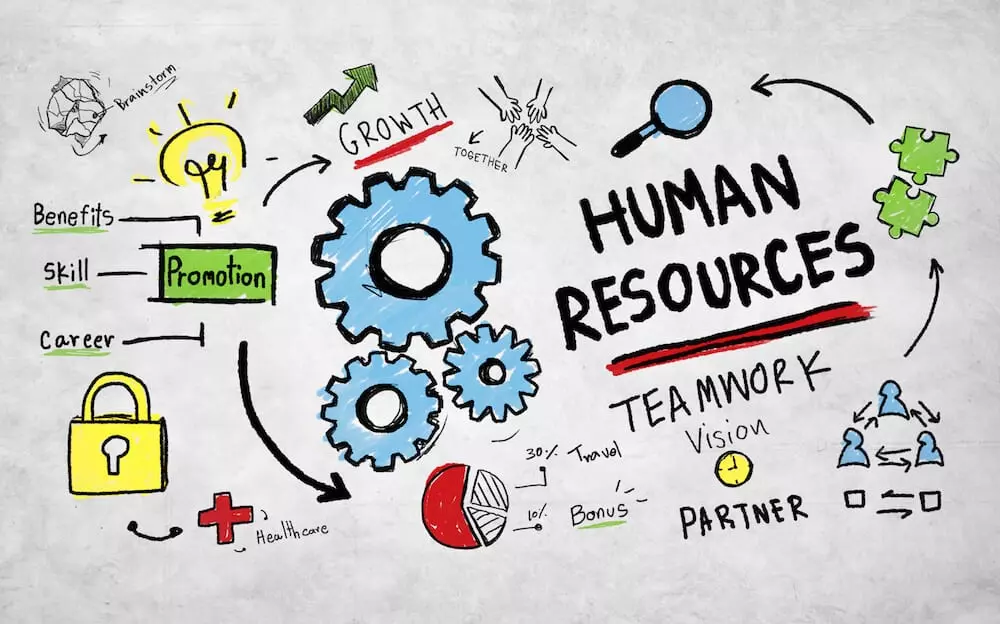 Brainstorm
GROWTH
TOGETHER
Benefits
Skill
Promotion
Career
HUMAN
RESOURCES
TEAMWORK
Vision
PARTNER
30% Travel
10% Bonus
Healthcare